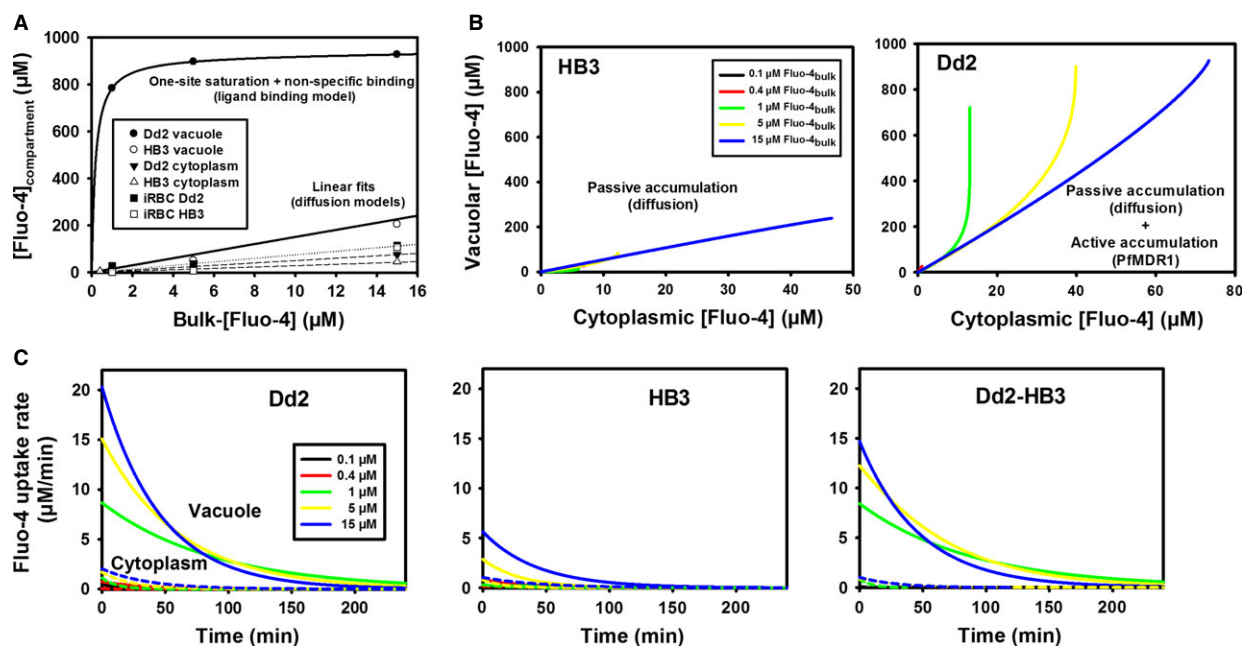 A
[Fluo-4]compartment (µM)
1000
800
600
400
200
0
One-site saturation + non-specific binding
(ligand binding model)
Dd2 vacuole
HB3 vacuole
Dd2 cytoplasm
HB3 cytoplasm
iRBC Dd2
iRBC HB3
Linear fits
(diffusion models)
0 2 4 6 8 10 12 14 16
Bulk-[Fluo-4] (µM)
B
Vacuolar [Fluo-4] (µM)
1000
800
600
400
200
0
HB3
0.1 µM Fluo-4bulk
0.4 µM Fluo-4bulk
1 µM Fluo-4bulk
5 µM Fluo-4bulk
15 µM Fluo-4bulk
Passive accumulation
(diffusion)
0 10 20 30 40 50
Cytoplasmic [Fluo-4] (µM)
1000
800
600
400
200
0
Dd2
Passive accumulation
(diffusion)
+
Active accumulation
(PfMDR1)
0 20 40 60 80
Cytoplasmic [Fluo-4] (µM)
C
Fluo-4 uptake rate
(µM/min)
20
15
10
5
0
Dd2
0.1 µM
0.4 µM
1 µM
5 µM
15 µM
Vacuole
Cytoplasm
0 50 100 150 200
Time (min)
20
15
10
5
0
HB3
0 50 100 150 200
Time (min)
20
15
10
5
0
Dd2-HB3
0 50 100 150 200
Time (min)